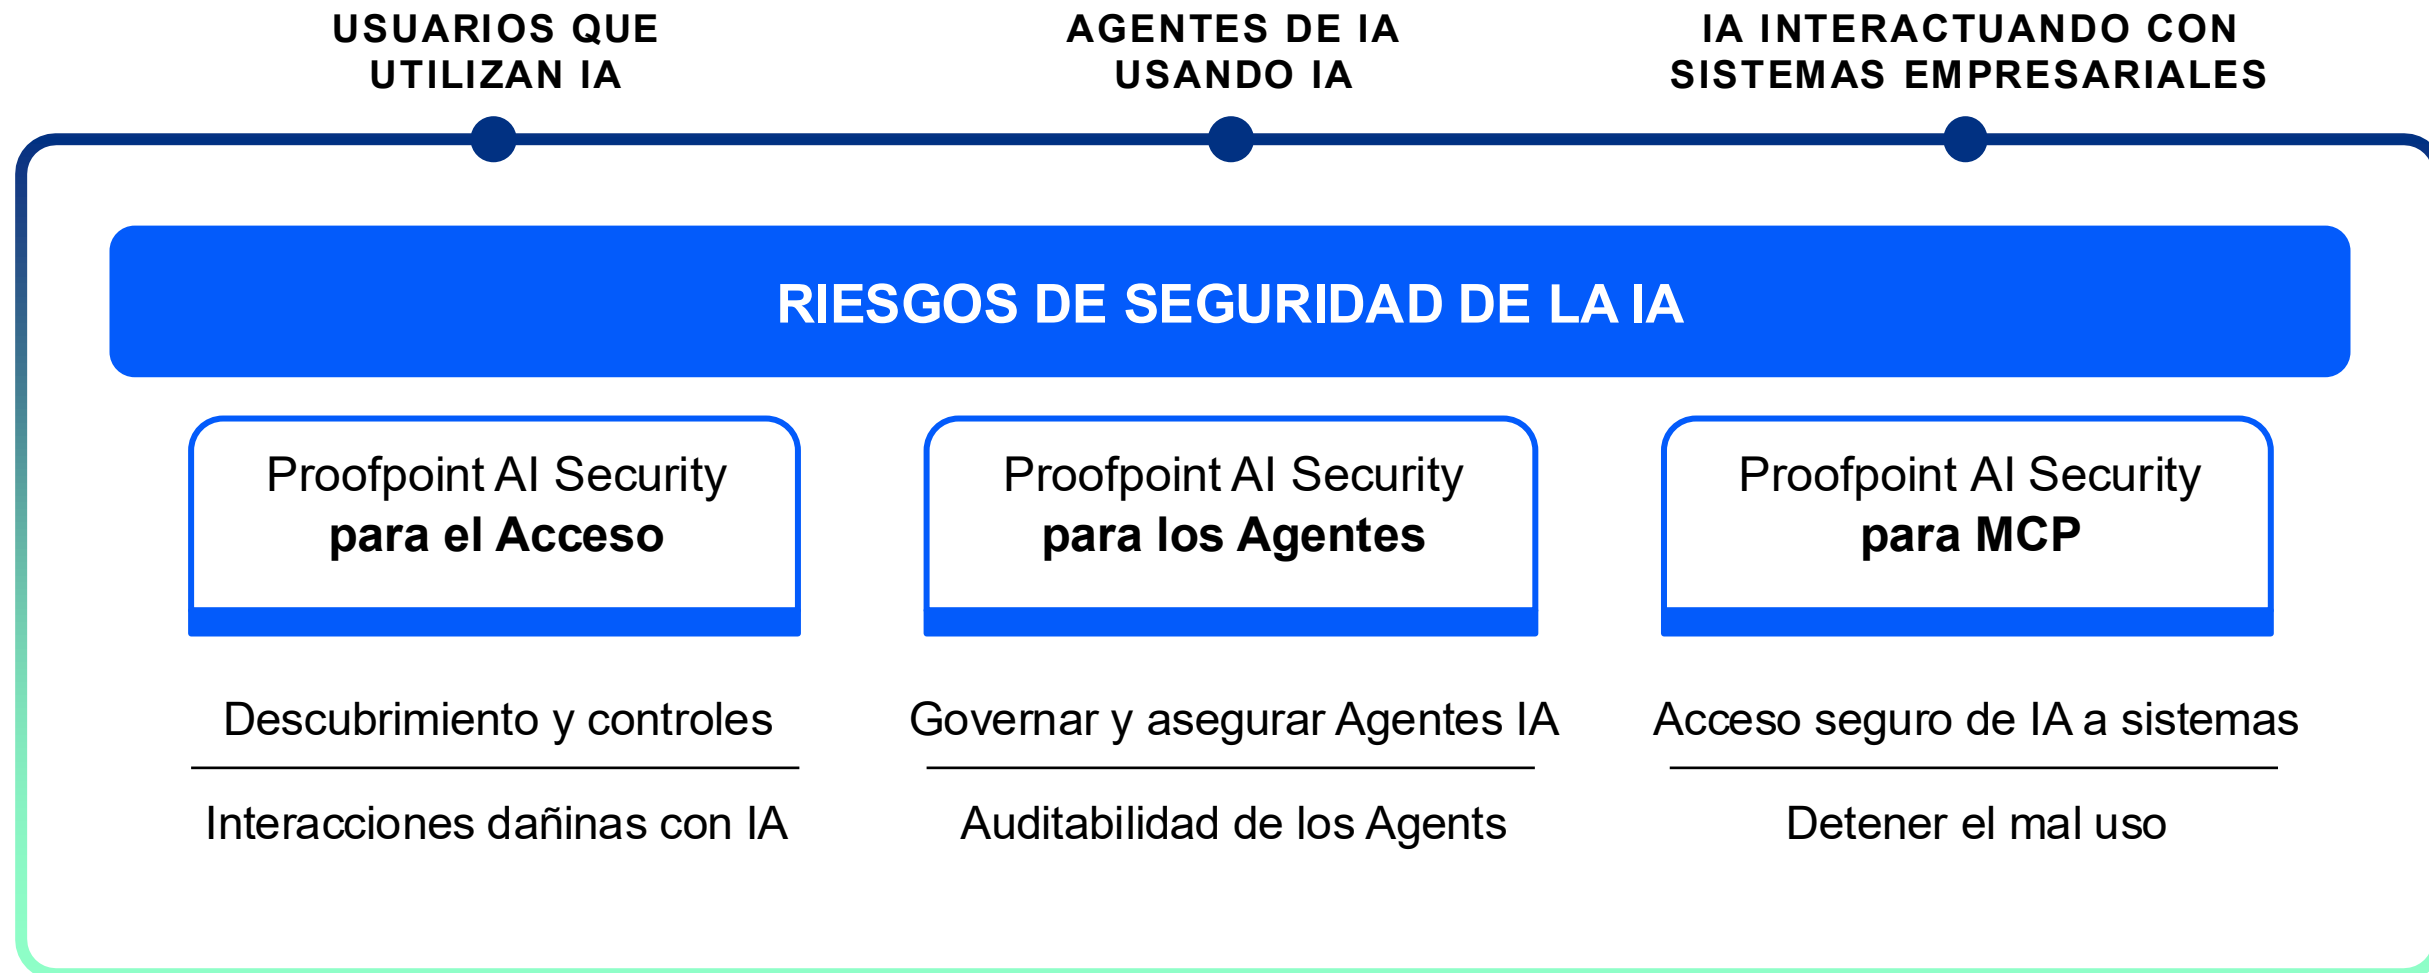 USUARIOS QUE
UTILIZAN IA
AGENTES DE IA
USANDO IA
IA INTERACTUANDO CON
SISTEMAS EMPRESARIALES
RIESGOS DE SEGURIDAD DE LA IA
Proofpoint AI Security
para el Acceso
Proofpoint AI Security
para los Agentes
Proofpoint AI Security
para MCP
Descubrimiento y controles
Governar y asegurar Agentes IA
Acceso seguro de IA a sistemas
Interacciones dañinas con IA
Auditabilidad de los Agents
Detener el mal uso